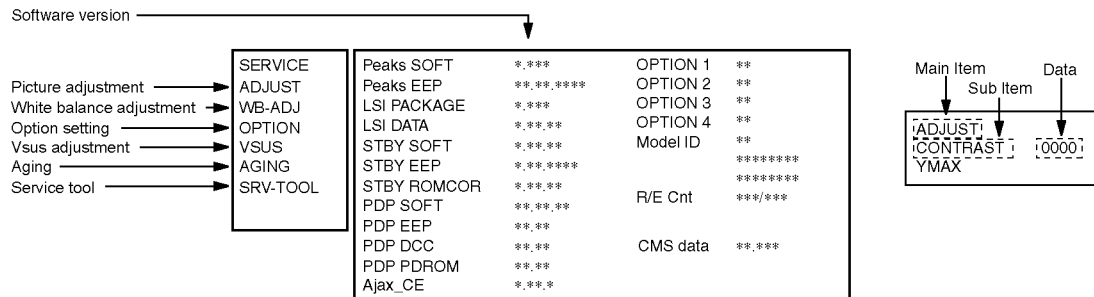 Software version
SERVICE
Picture adjustment ADJUST
White balance adjustment WB-ADJ
Option setting OPTION
Vsus adjustment VSUS
Aging AGING
Service tool SRV-TOOL
Peaks SOFT *.*** OPTION 1 **
Peaks EEP **.**.**** OPTION 2 **
LSI PACKAGE *.*** OPTION 3 **
LSI DATA *.**.** OPTION 4 **
STBY SOFT *.**.** Model ID **
STBY EEP *.**.**** ********
STBY ROMCOR *.**.** ********
PDP SOFT **.**.** R/E Cnt ***/***
PDP EEP **.**
PDP DCC **.** CMS data **.***
PDP PDROM **.**
Ajax_CE *.**.*
Main Item Data
Sub Item
ADJUST
CONTRAST 0000
YMAX